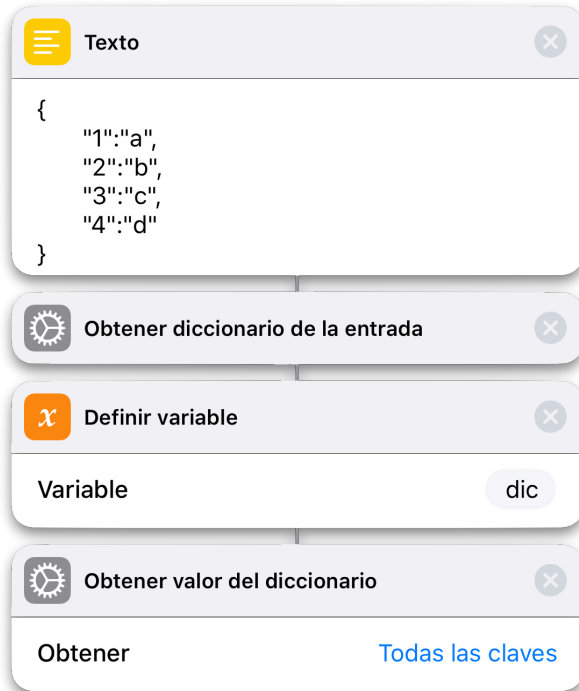 Texto
{
"1":"a",
"2":"b",
"3":"c",
"4":"d"
}
Obtener diccionario de la entrada
x
Definir variable
Variable dic
Obtener valor del diccionario
Obtener Todas las claves